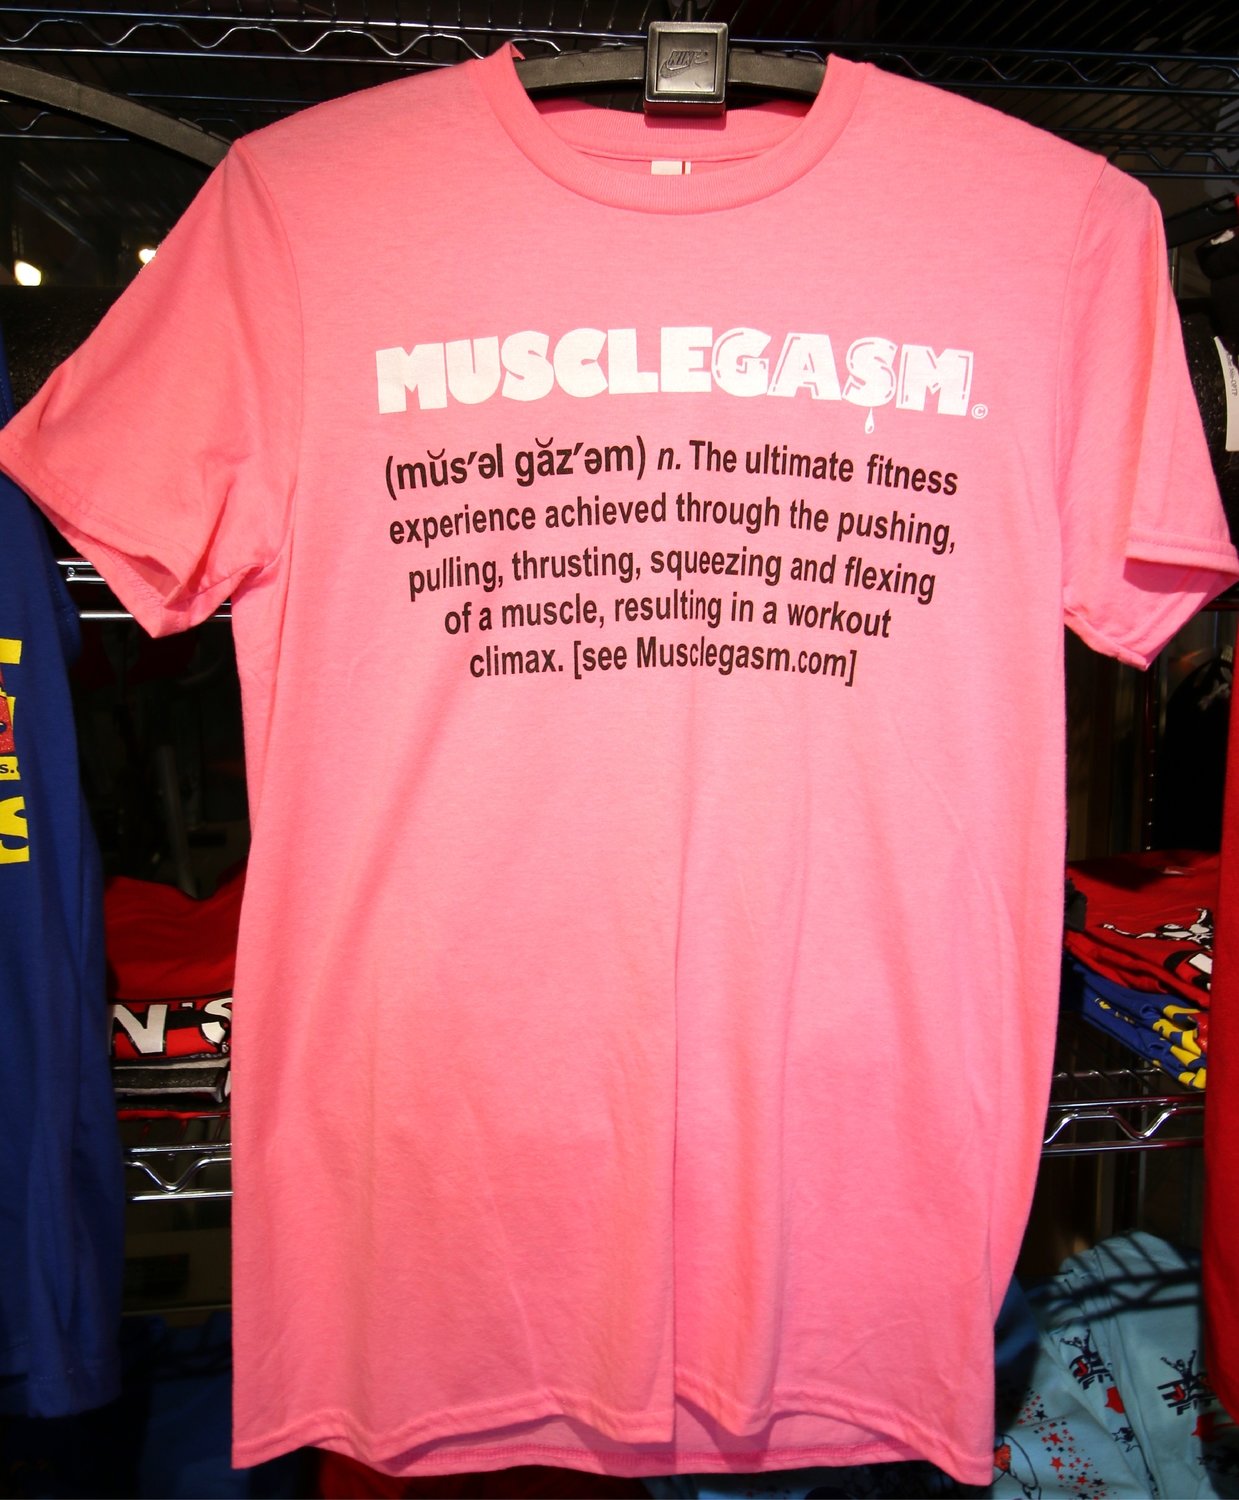 NIKE
MUSCLEGASM©
(mŭs′əl găz′əm) n. The ultimate fitness
experience achieved through the pushing,
pulling, thrusting, squeezing and flexing
of a muscle, resulting in a workout
climax. [see Musclegasm.com]
N'S